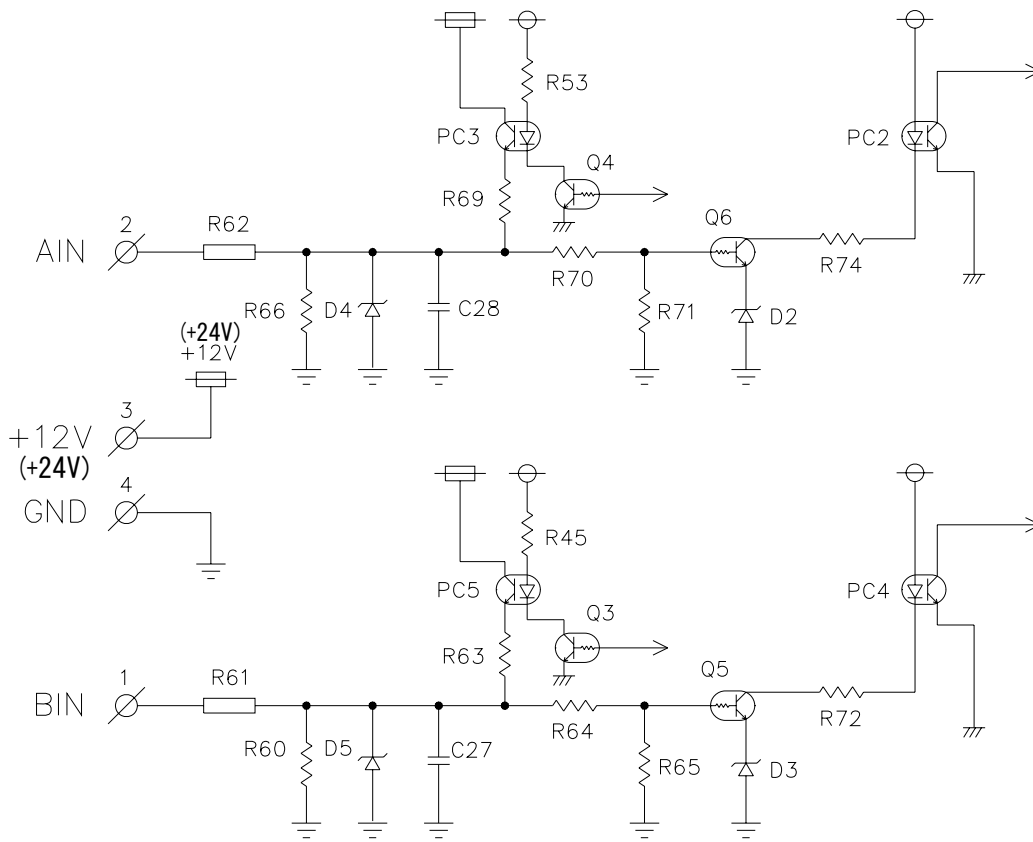 R53
PC3
PC2
Q4
R69
Q6
2
R62
AIN
R74
R70
R66
D4
C28
R71
D2
(+24V)
+12V
3
+12V
(+24V)
4
GND
R45
PC5
PC4
Q3
R63
Q5
1
R61
BIN
R72
R64
R60
D5
C27
R65
D3